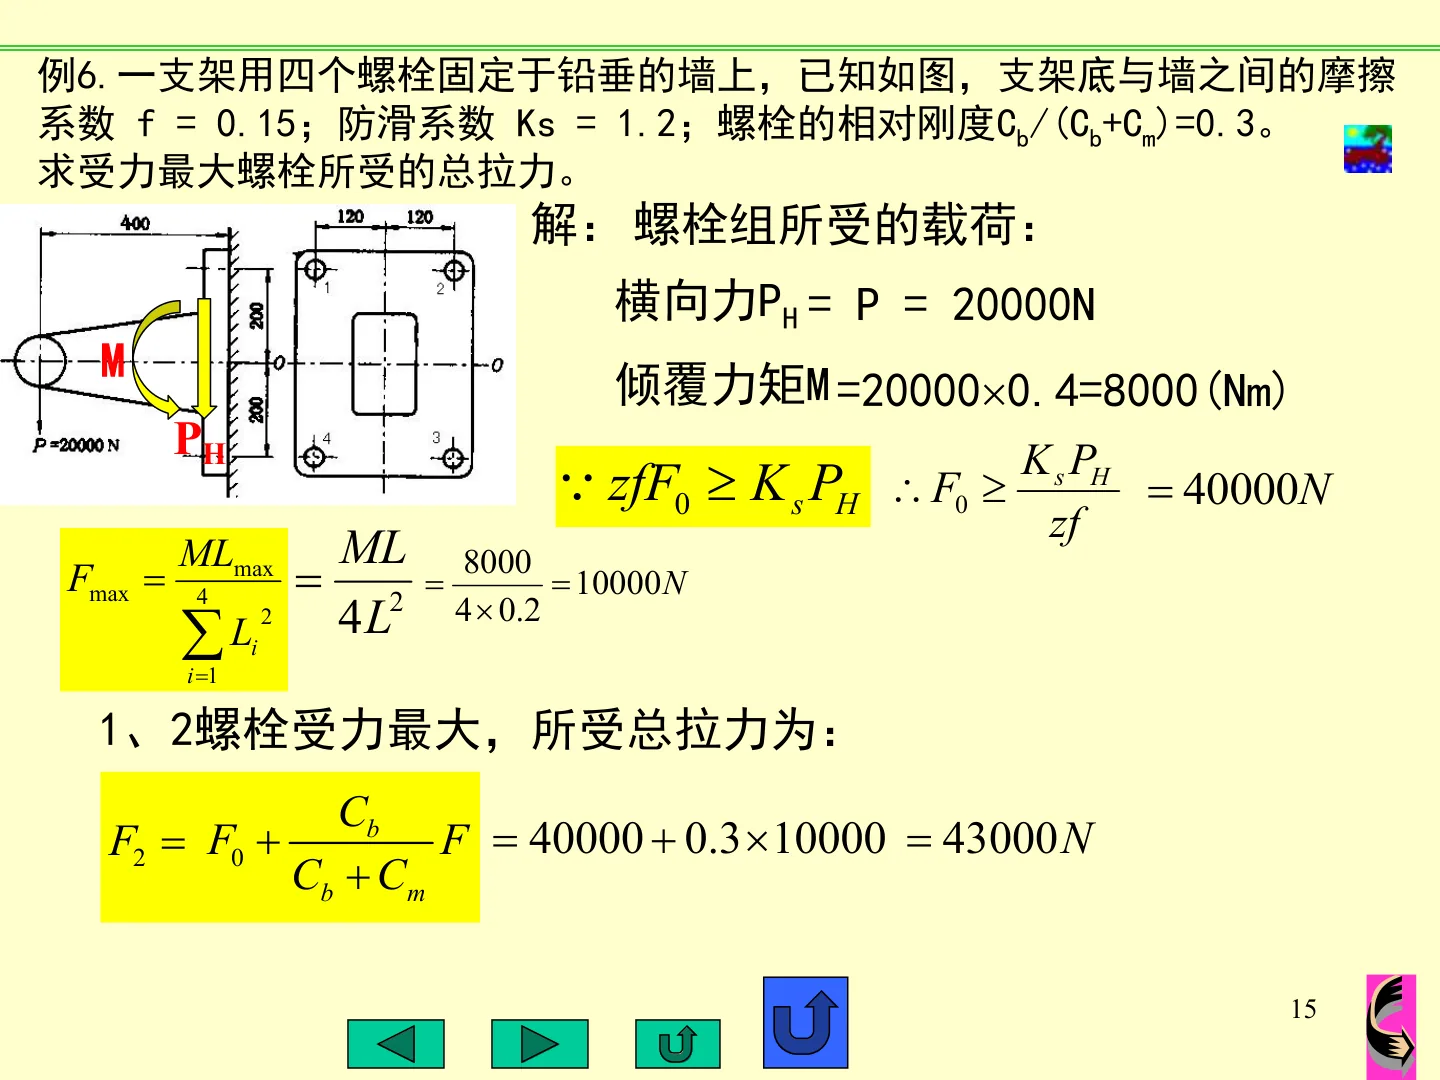 例6.一支架用四个螺栓固定于铅垂的墙上，已知如图，支架底与墙之间的摩擦
系数 f = 0.15；防滑系数 Ks = 1.2；螺栓的相对刚度Cb/(Cb+Cm)=0.3。
求受力最大螺栓所受的总拉力。
解： 螺栓组所受的载荷：
横向力PH = P = 20000N
倾覆力矩M =20000×0.4=8000(Nm)
400
120 120
1 2
200
M
O O
200
4 3
P=20000 N
PH
∵ zfF0 ≥ KsPH ∴ F0 ≥ KsPH / zf = 40000N
Fmax = MLmax / ∑(i=1→4) Li² = ML / 4L² = 8000 / 4×0.2 = 10000N
1、2螺栓受力最大，所受总拉力为：
F2 = F0 + Cb / Cb + Cm F = 40000 + 0.3×10000 = 43000N
15